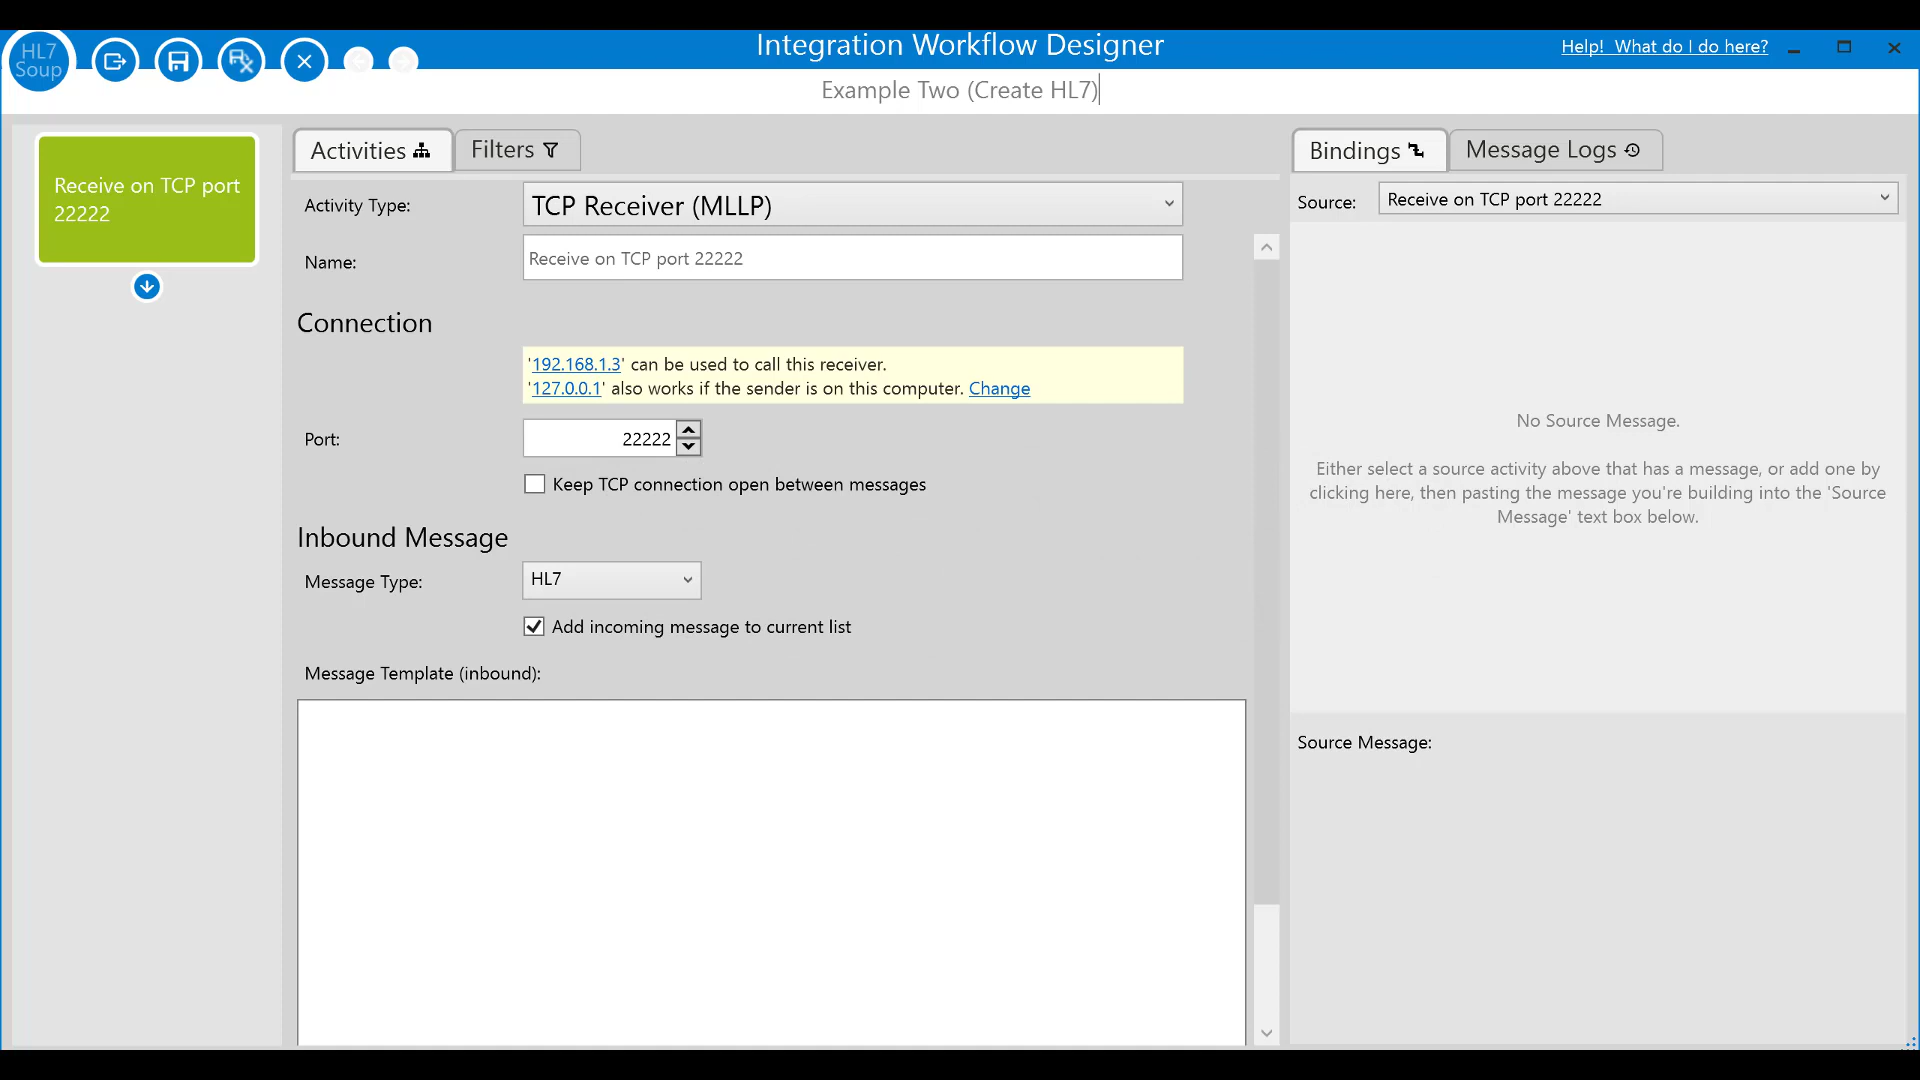 HL7
Soup
Integration Workflow Designer
Help!  What do I do here?
Example Two (Create HL7)
Receive on TCP port
22222
Activities
Filters
Activity Type:
TCP Receiver (MLLP)
Name:
Receive on TCP port 22222
Connection
'192.168.1.3' can be used to call this receiver.
'127.0.0.1' also works if the sender is on this computer. Change
Port:
22222
Keep TCP connection open between messages
Inbound Message
Message Type:
HL7
Add incoming message to current list
Message Template (inbound):
Bindings
Message Logs
Source:
Receive on TCP port 22222
No Source Message.
Either select a source activity above that has a message, or add one by
clicking here, then pasting the message you're building into the 'Source
Message' text box below.
Source Message: